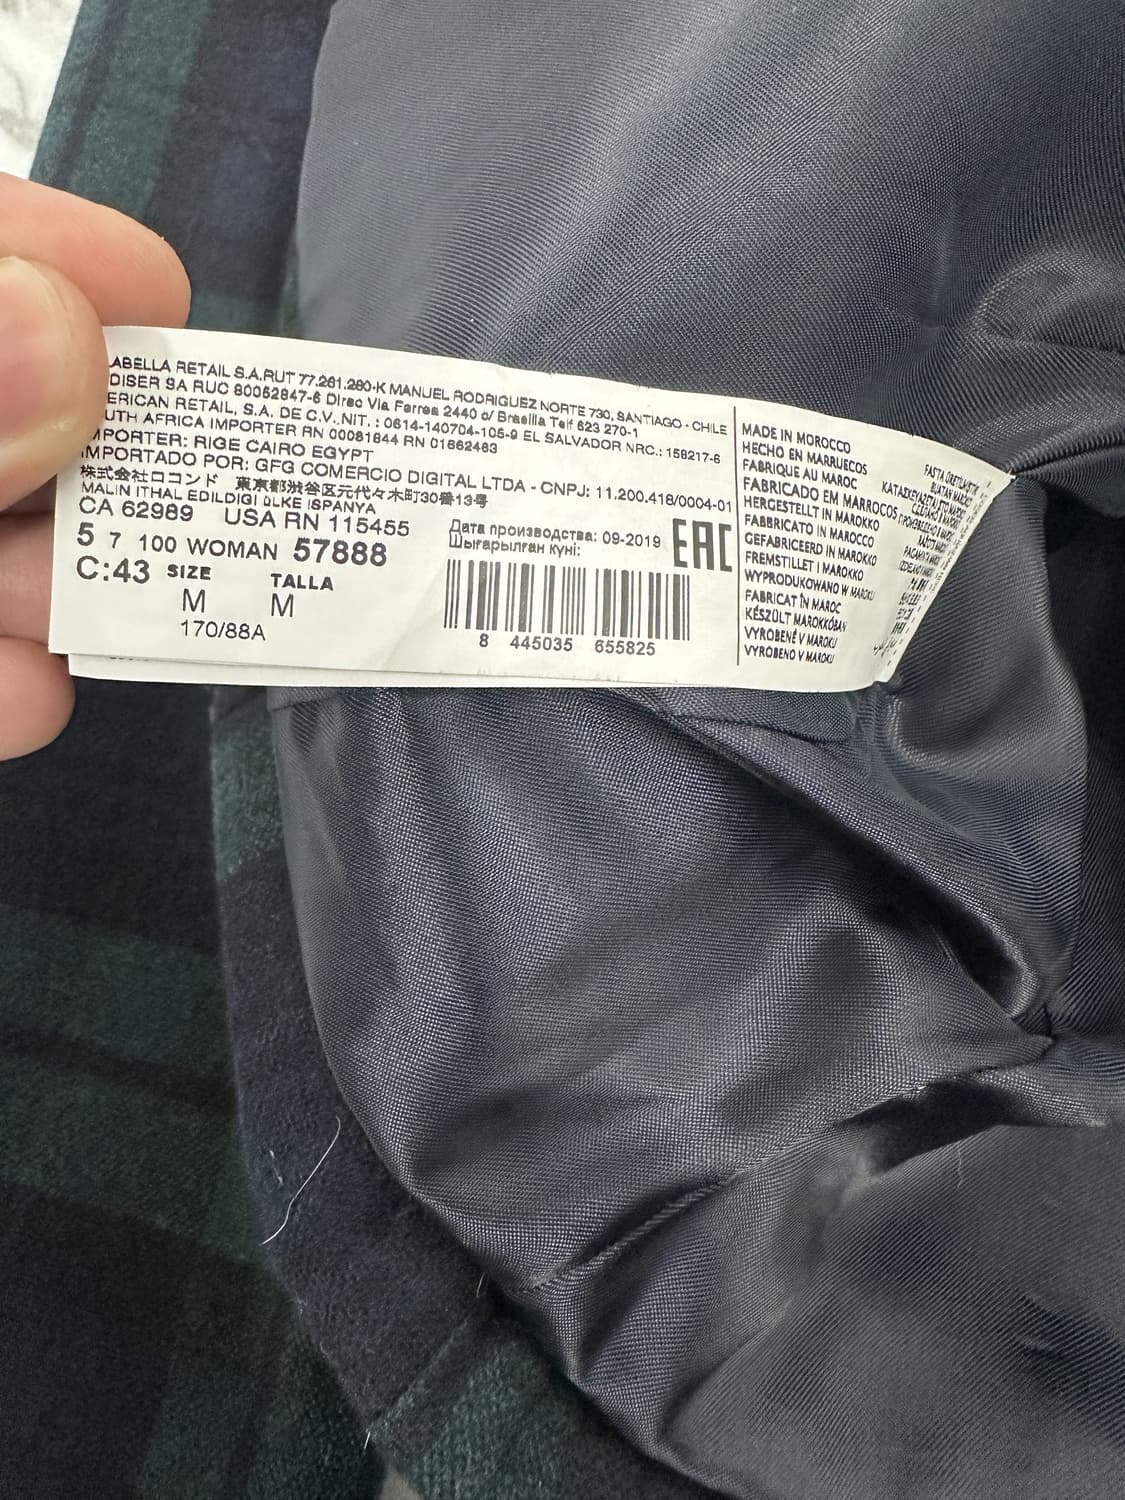 ABELLA RETAIL S.A.RUT 77.261.280-K MANUEL RODRIGUEZ NORTE 730, SANTIAGO - CHILE
DISER SA RUC 80052847-6 Direc Via Ferrea 2440 c/ Brasilia Telf 623 270-1
ERICAN RETAIL, S.A. DE C.V. NIT. : 0614-140704-105-9 EL SALVADOR NRC.: 158217-6
UTH AFRICA IMPORTER RN 00081844 RN 01662483
MPORTER: RIGE CAIRO EGYPT
IMPORTADO POR: GFG COMERCIO DIGITAL LTDA - CNPJ: 11.200.418/0004-01
株式会社ロコンド 東京都渋谷区元代々木町30番13号
MALIN ITHAL EDILDIGI ÜLKE İSPANYA
CA 62989 USA RN 115455
5 7 100 WOMAN 57888
C:43 SIZE TALLA
M M
170/88A
Дата производства: 09-2019
Шығарылған күні:
EAC
8 445035 655825
MADE IN MOROCCO
HECHO EN MARRUECOS
FABRIQUE AU MAROC
FABRICADO EM MARROCOS
HERGESTELLT IN MAROKKO
FABBRICATO IN MAROCCO
GEFABRICEERD IN MAROKKO
FREMSTILLET I MAROKKO
WYPRODUKOWANO W MAROKU
FABRICAT ÎN MAROC
KÉSZÜLT MAROKKÓBAN
VYROBENÉ V MAROKU
VYROBENO V MAROKU